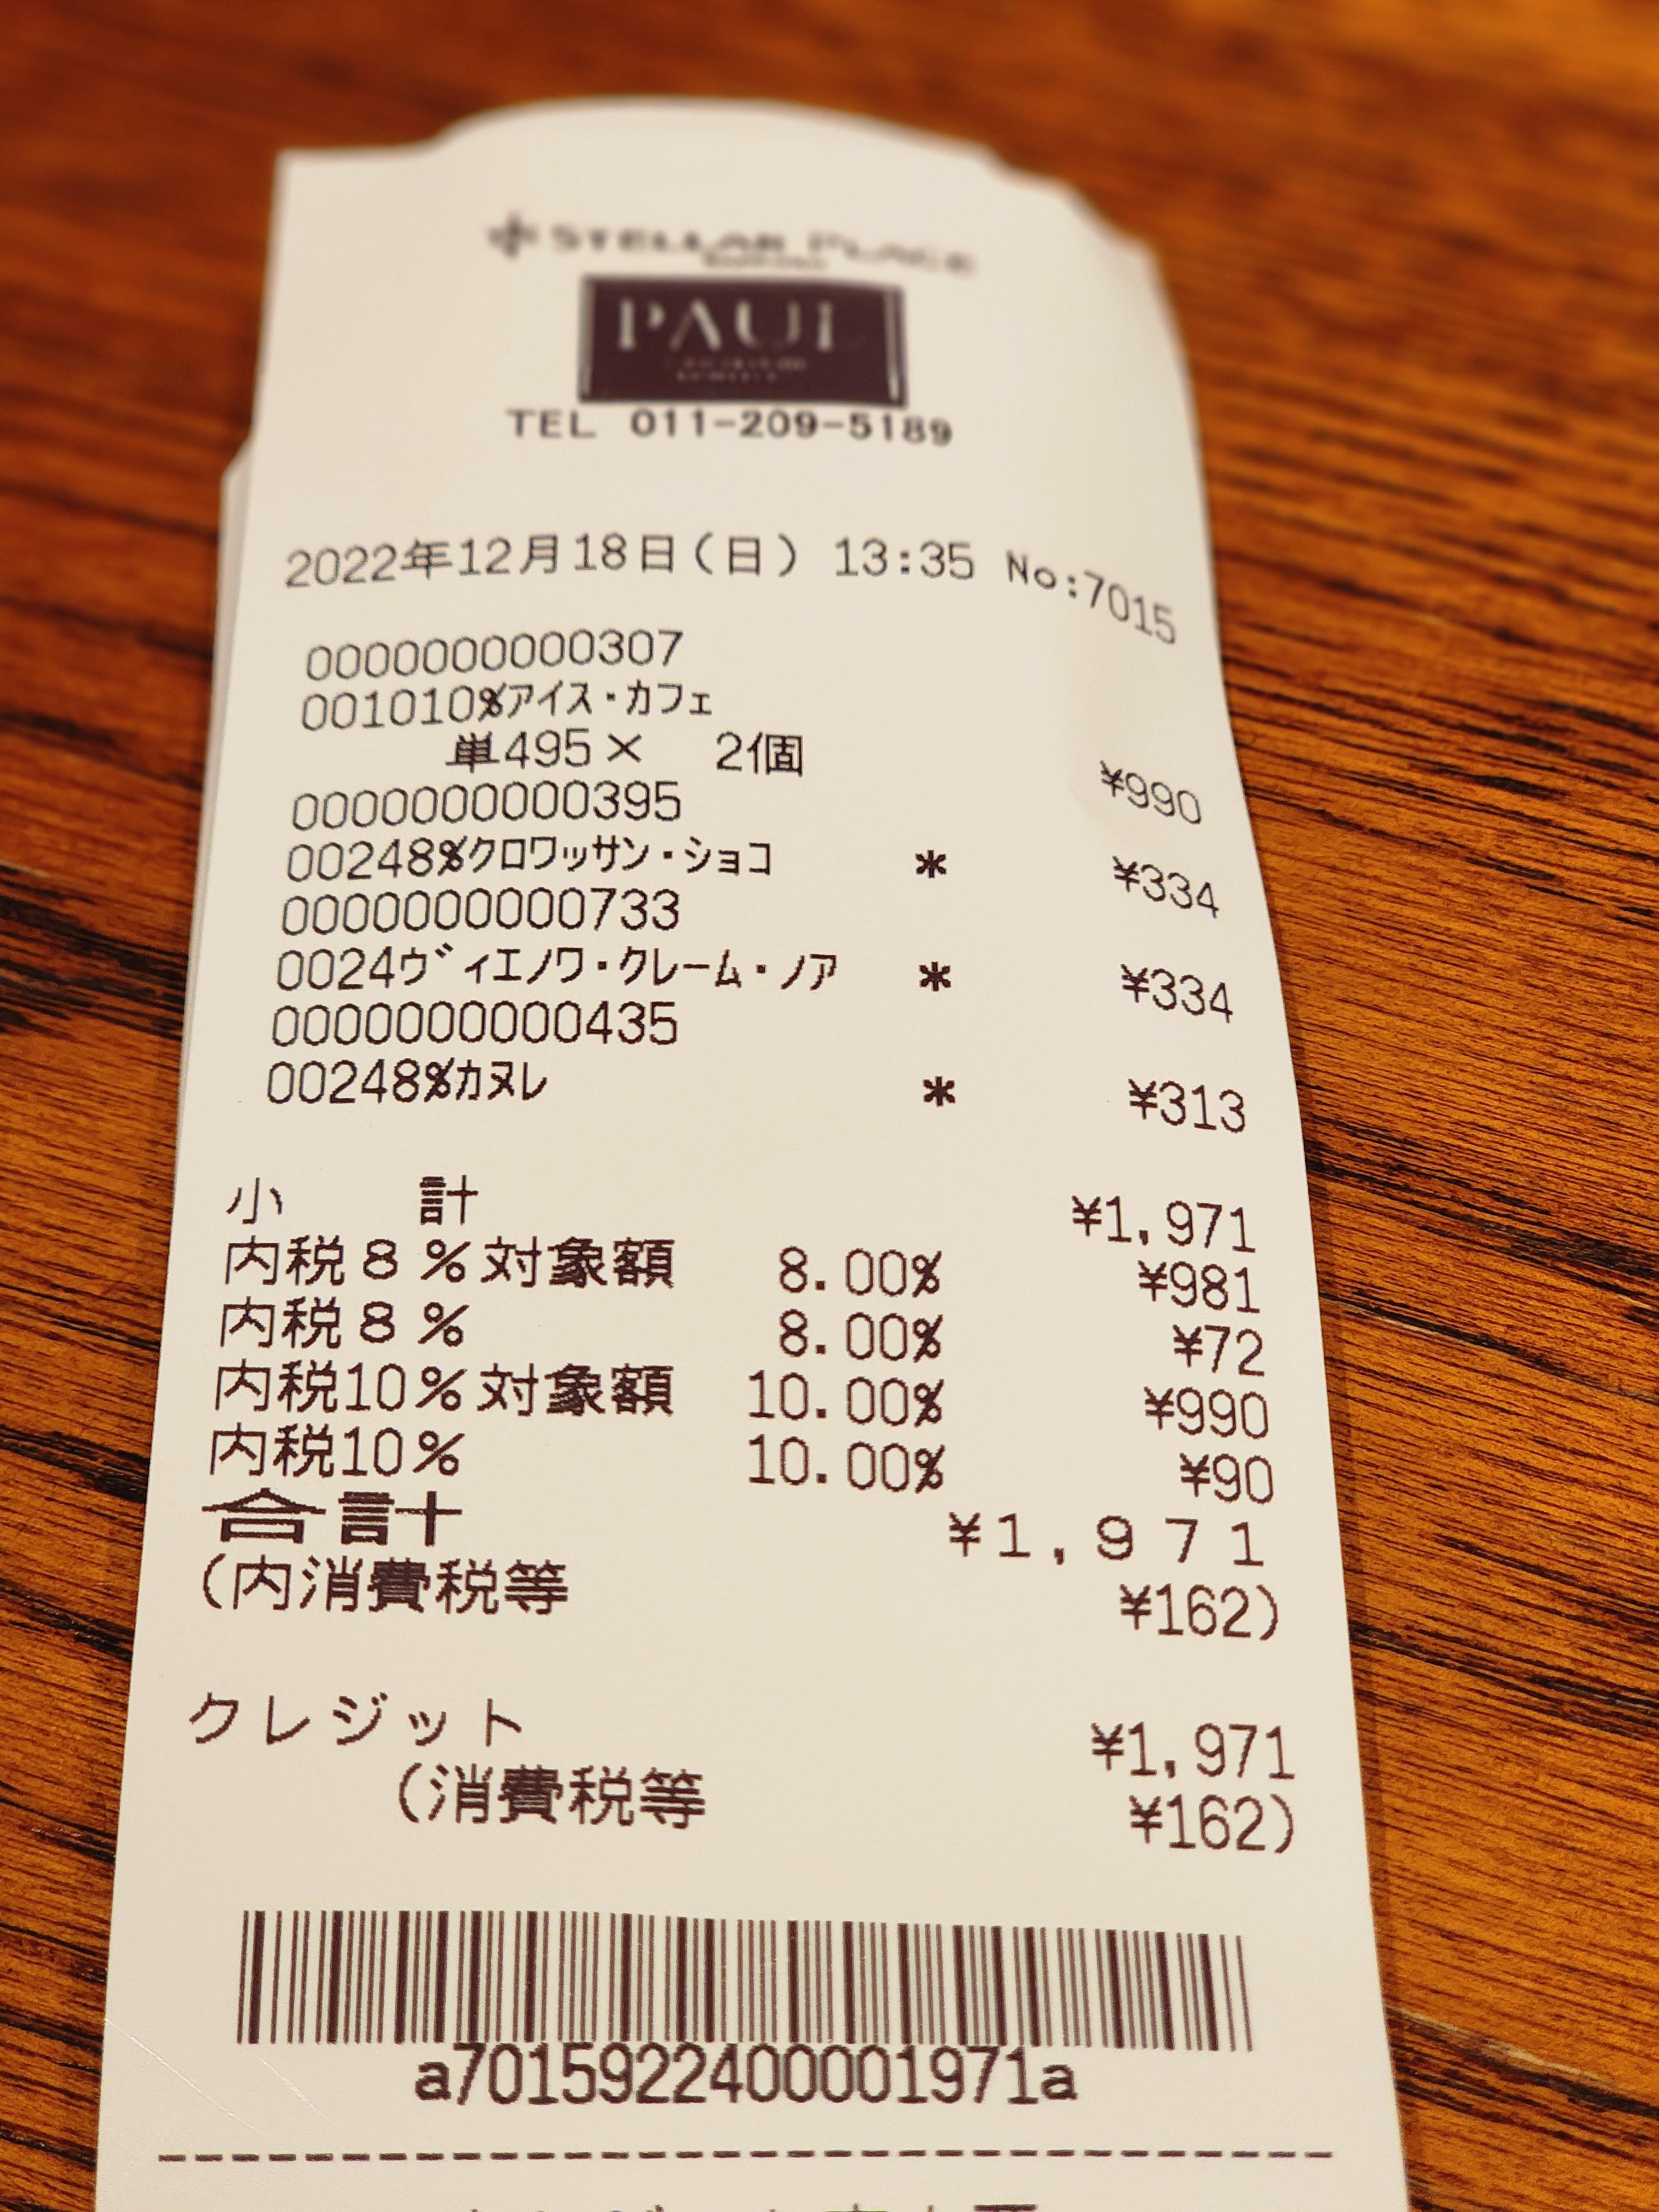 STELLAR PLACE
PAUL
TEL 011-209-5189
2022年12月18日(日) 13:35 No:7015
0000000000307
001010%アイス・カフェ
単495× 2個 ¥990
0000000000395
00248%クロワッサン・ショコ * ¥334
0000000000733
0024ヴィエノワ・クレーム・ノア * ¥334
0000000000435
00248%カヌレ * ¥313
小 計 ¥1,971
内税8%対象額 8.00% ¥981
内税8% 8.00% ¥72
内税10%対象額 10.00% ¥990
内税10% 10.00% ¥90
合計 ¥1,971
(内消費税等 ¥162)
クレジット ¥1,971
(消費税等 ¥162)
a7015922400001971a